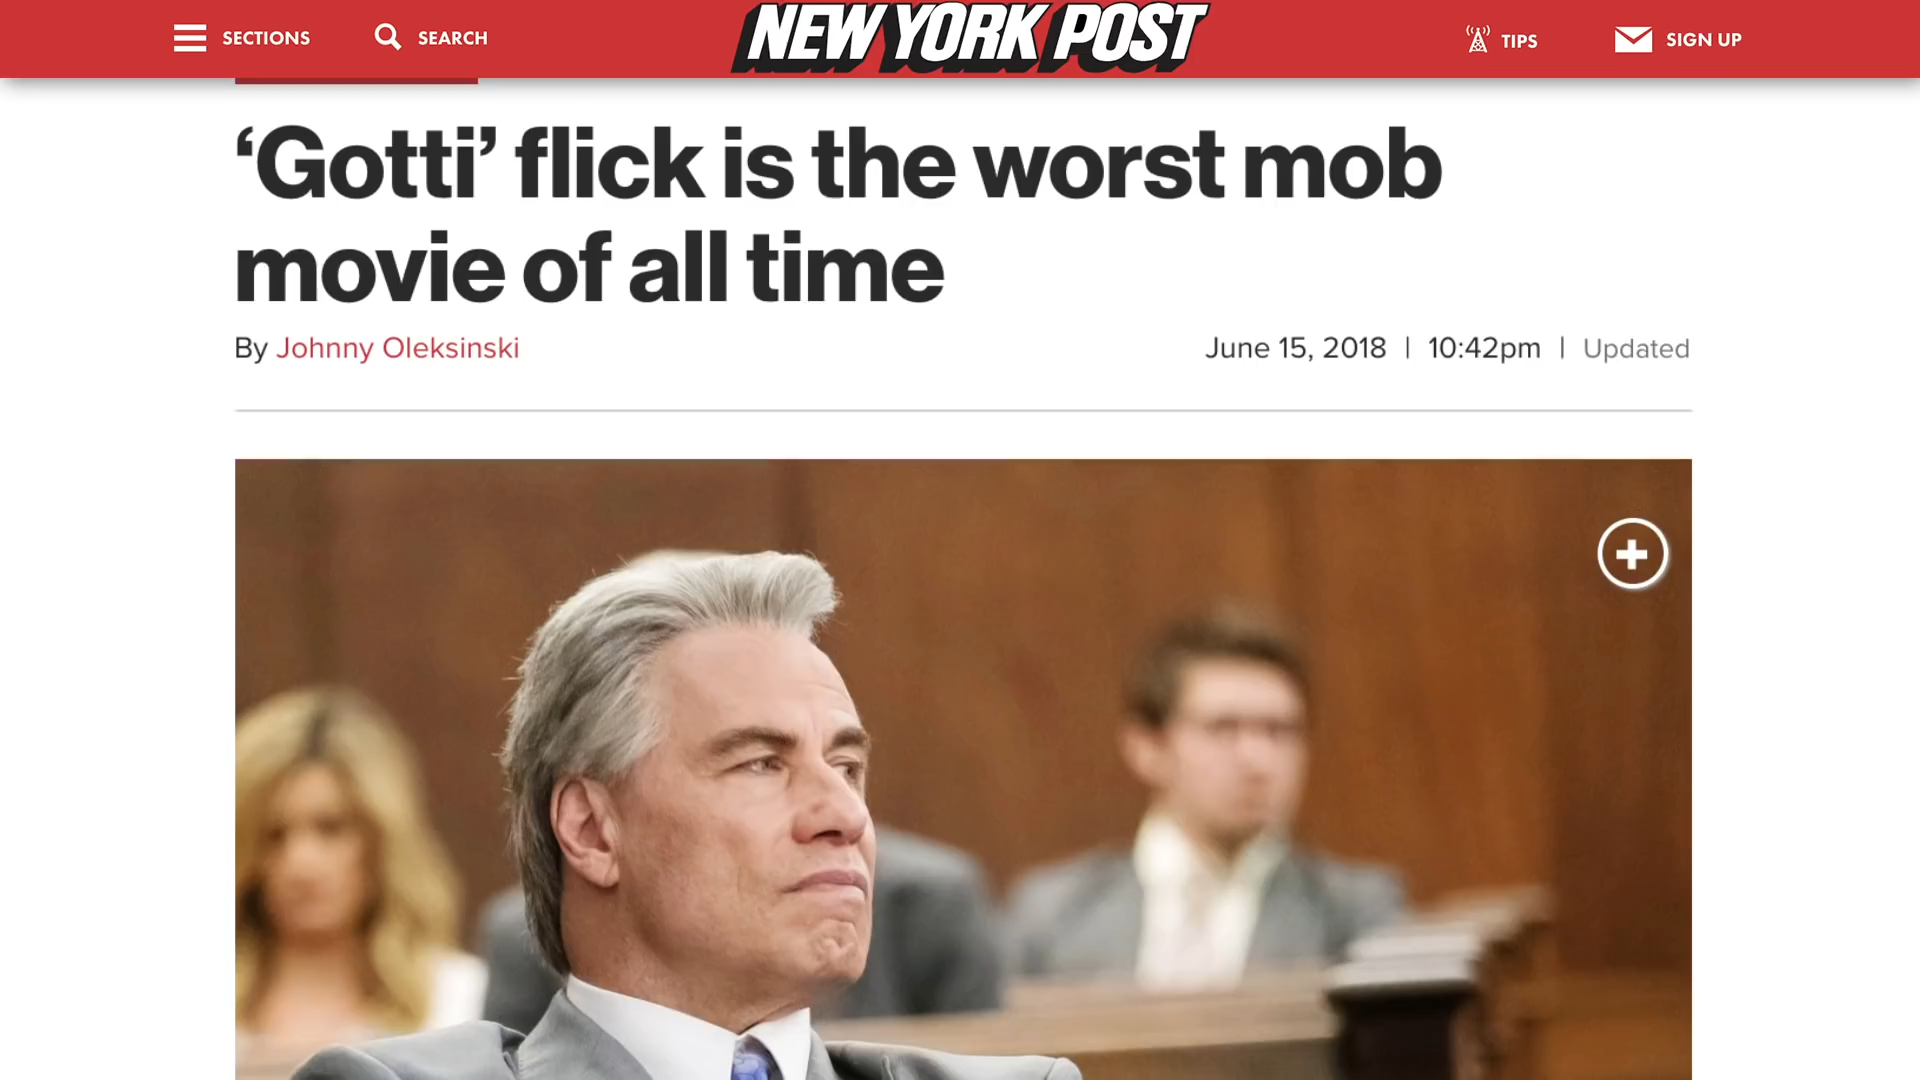 SECTIONS
SEARCH
NEW YORK POST
TIPS
SIGN UP
‘Gotti’ flick is the worst mob
movie of all time
By Johnny Oleksinski
June 15, 2018 | 10:42pm | Updated